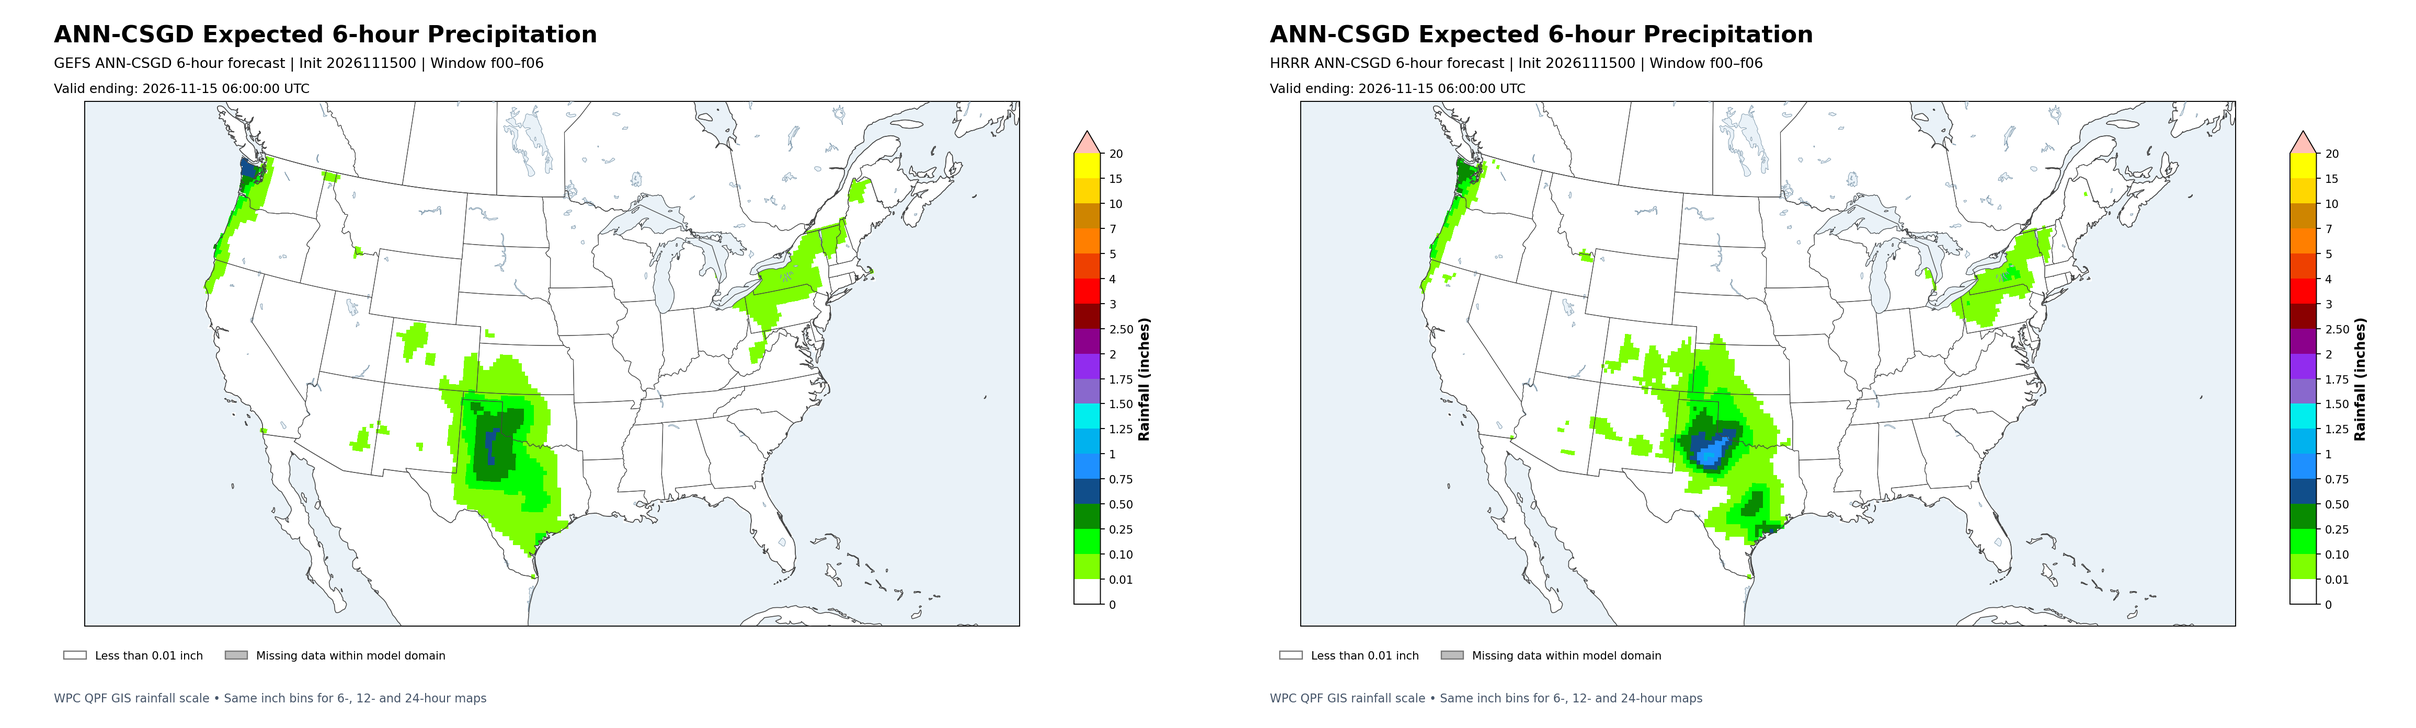 ANN-CSGD Expected 6-hour Precipitation
GEFS ANN-CSGD 6-hour forecast | Init 2026111500 | Window f00–f06
Valid ending: 2026-11-15 06:00:00 UTC
20
15
10
7
5
4
3
2.50
2
1.75
1.50
1.25
1
0.75
0.50
0.25
0.10
0.01
0
Rainfall (inches)
Less than 0.01 inch
Missing data within model domain
WPC QPF GIS rainfall scale • Same inch bins for 6-, 12- and 24-hour maps
ANN-CSGD Expected 6-hour Precipitation
HRRR ANN-CSGD 6-hour forecast | Init 2026111500 | Window f00–f06
Valid ending: 2026-11-15 06:00:00 UTC
20
15
10
7
5
4
3
2.50
2
1.75
1.50
1.25
1
0.75
0.50
0.25
0.10
0.01
0
Rainfall (inches)
Less than 0.01 inch
Missing data within model domain
WPC QPF GIS rainfall scale • Same inch bins for 6-, 12- and 24-hour maps